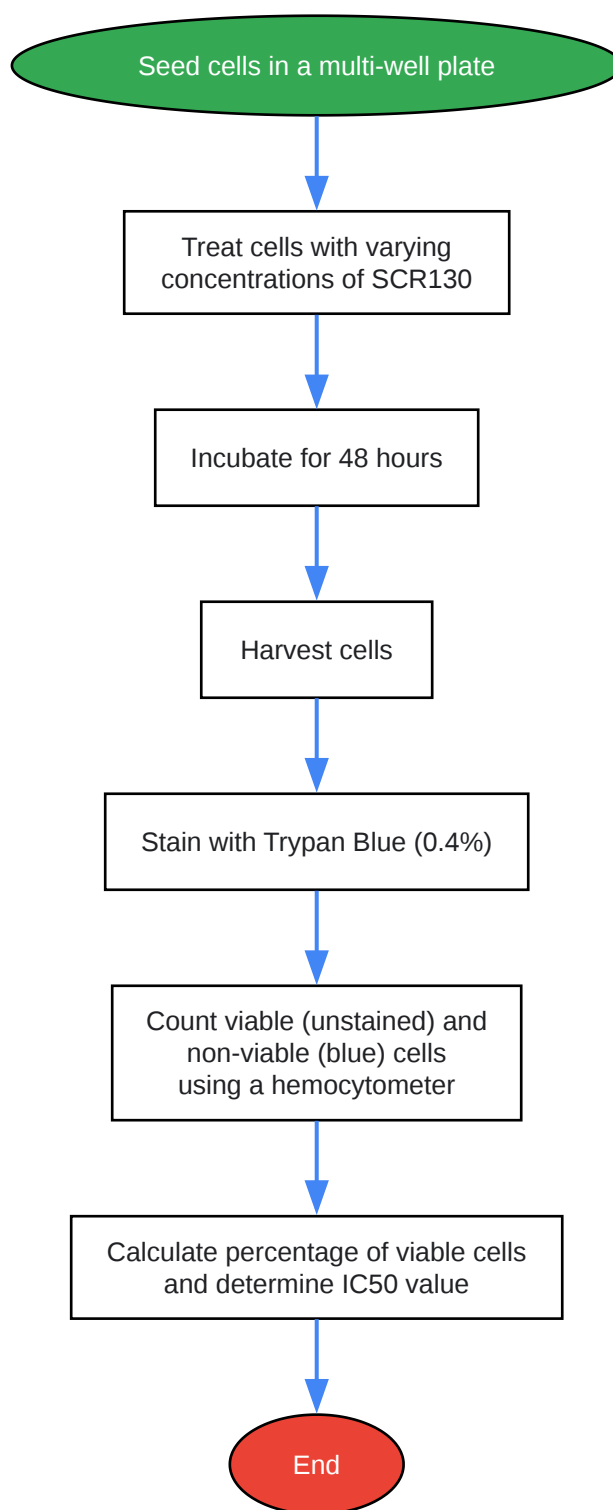 Seed cells in a multi-well plate
Treat cells with varying
concentrations of SCR130
Incubate for 48 hours
Harvest cells
Stain with Trypan Blue (0.4%)
Count viable (unstained) and
non-viable (blue) cells
using a hemocytometer
Calculate percentage of viable cells
and determine IC50 value
End